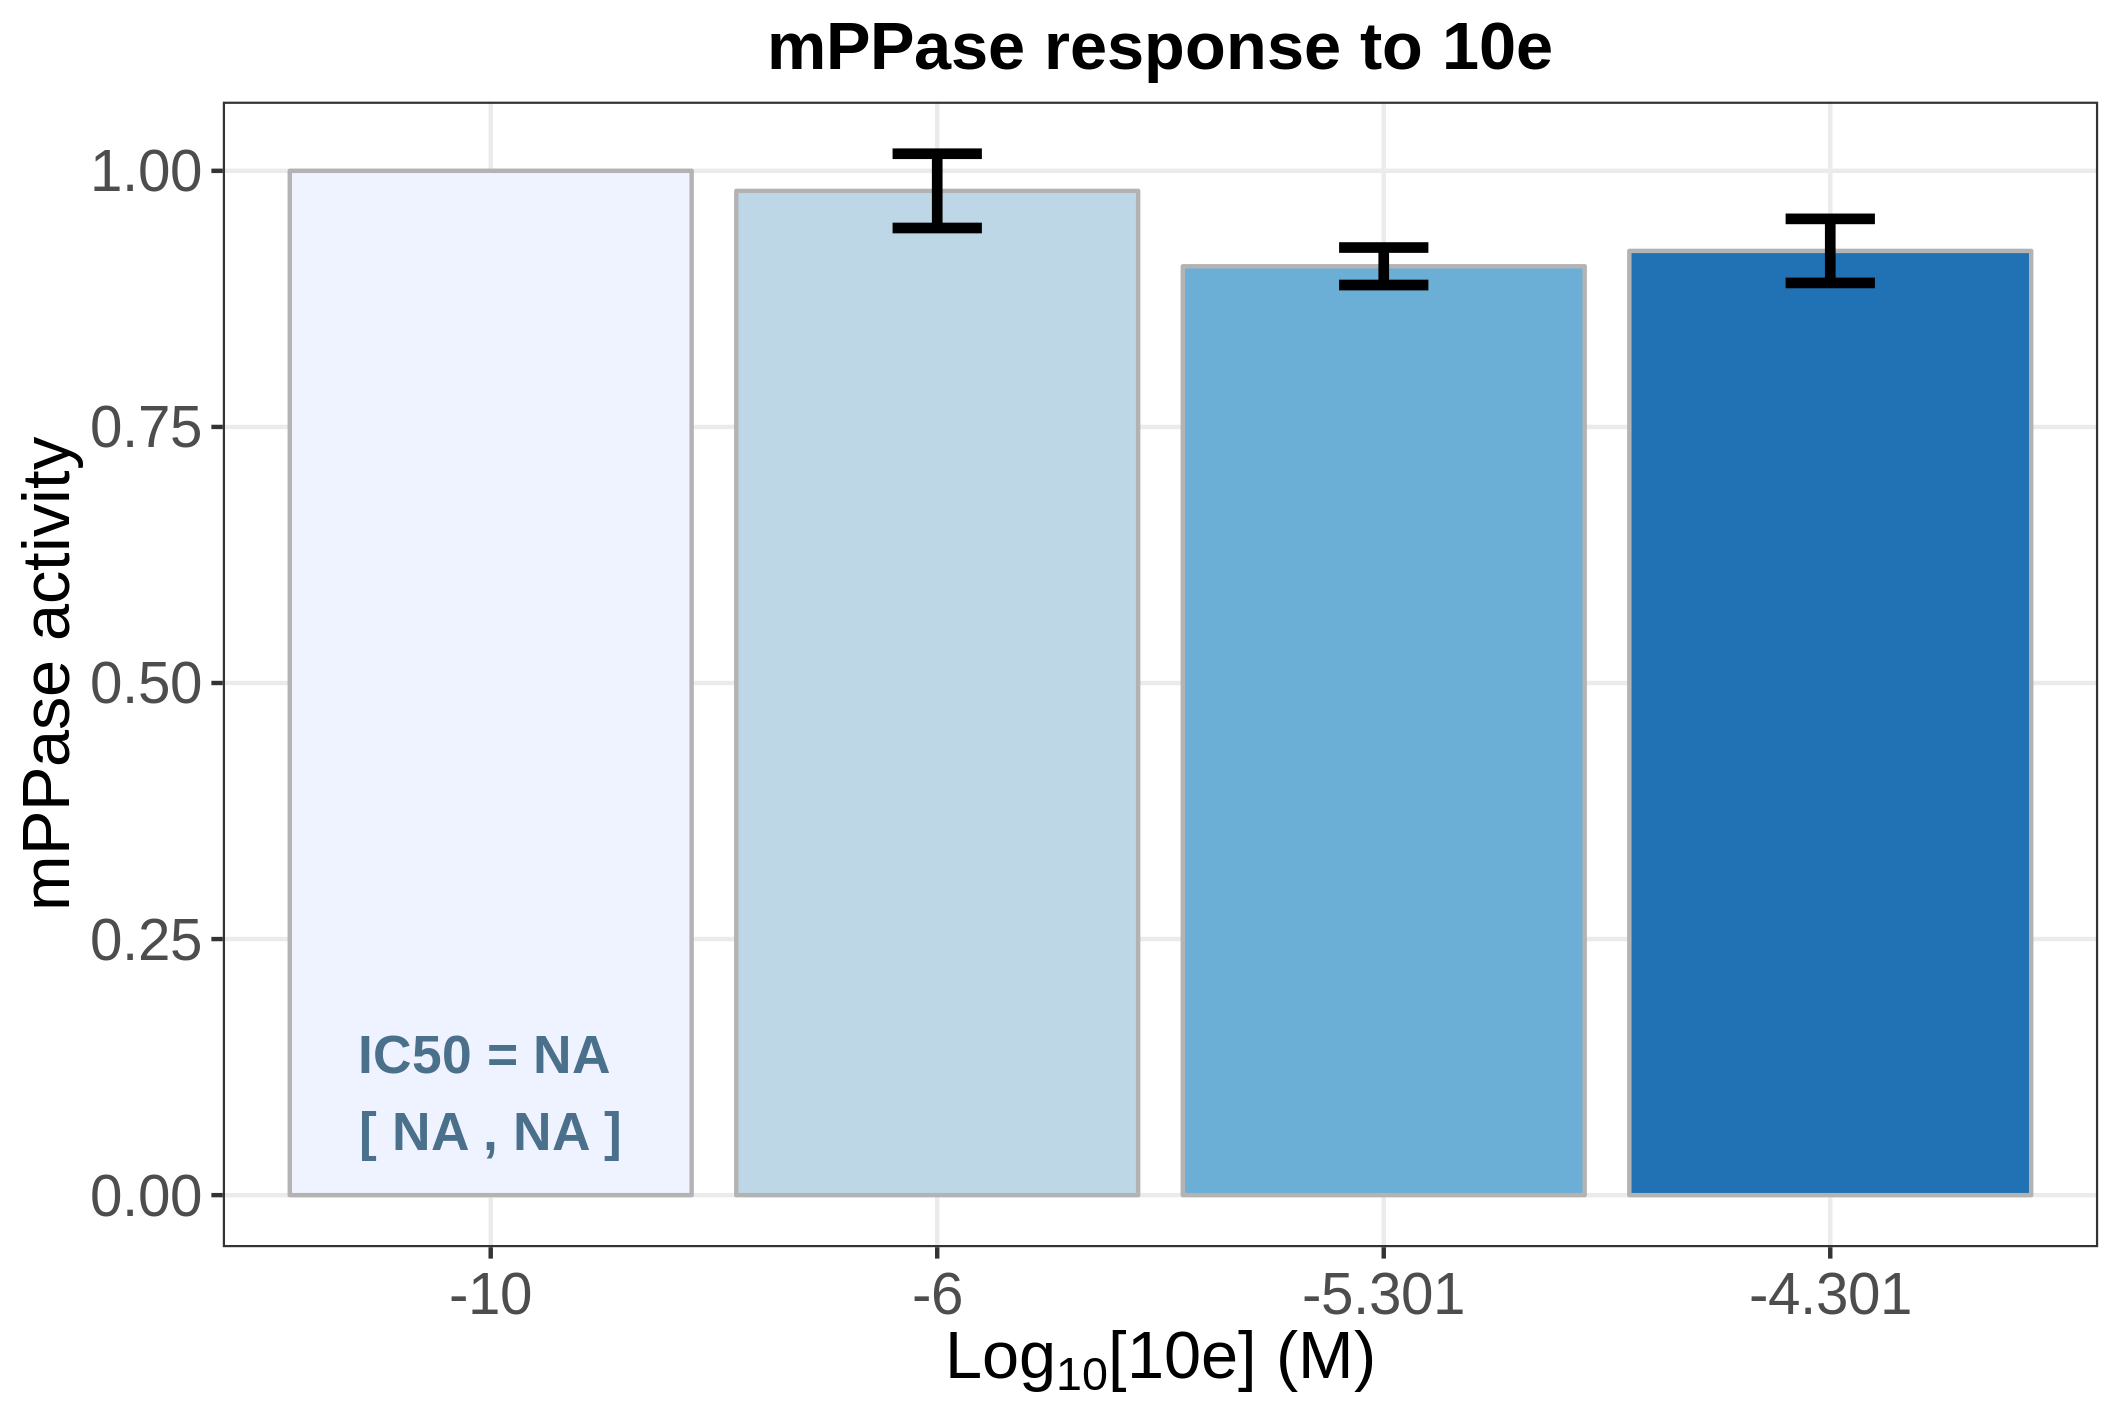 mPPase response to 10e
mPPase activity
1.00
0.75
0.50
0.25
0.00
IC50 = NA
[ NA , NA ]
-10
-6
-5.301
-4.301
Log₁₀[10e] (M)